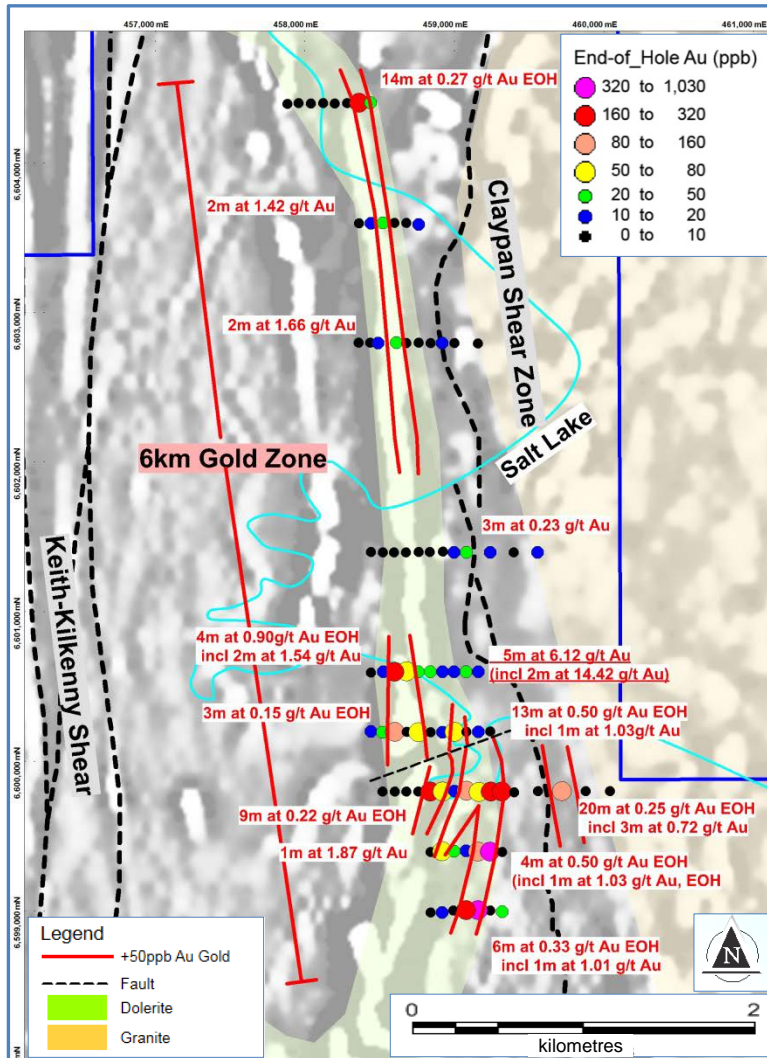 457,000 mE
458,000 mE
459,000 mE
460,000 mE
461,000 mE
14m at 0.27 g/t Au EOH
End-of_Hole Au (ppb)
320 to 1,030
160 to 320
80 to 160
50 to 80
20 to 50
10 to 20
0 to 10
6,604,000 mN
2m at 1.42 g/t Au
Claypan Shear Zone
6,603,000 mN
2m at 1.66 g/t Au
Salt Lake
6km Gold Zone
6,602,000 mN
3m at 0.23 g/t Au
Keith-Kilkenny Shear
6,601,000 mN
4m at 0.90g/t Au EOH
incl 2m at 1.54 g/t Au
5m at 6.12 g/t Au
(incl 2m at 14.42 g/t Au)
3m at 0.15 g/t Au EOH
13m at 0.50 g/t Au EOH
incl 1m at 1.03g/t Au
6,600,000 mN
9m at 0.22 g/t Au EOH
20m at 0.25 g/t Au EOH
incl 3m at 0.72 g/t Au
1m at 1.87 g/t Au
4m at 0.50 g/t Au EOH
(incl 1m at 1.03 g/t Au, EOH
6,599,000 mN
6m at 0.33 g/t Au EOH
incl 1m at 1.01 g/t Au
Legend
+50ppb Au Gold
Fault
Dolerite
Granite
N
0
2
kilometres